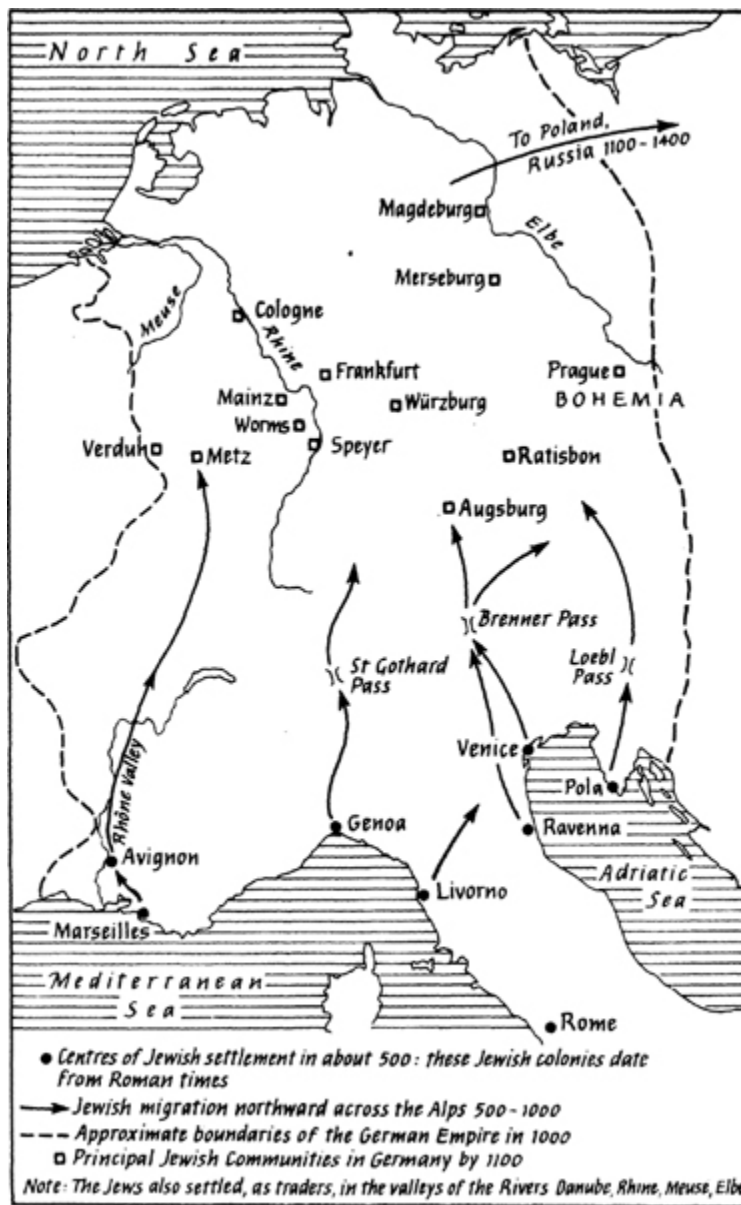 North Sea
To Poland,
Russia 1100-1400
Magdeburg
Elbe
Merseburg
Meuse
Cologne
Rhine
Frankfurt
Prague
Mainz
Würzburg
BOHEMIA
Worms
Verduh
Metz
Speyer
Ratisbon
Augsburg
Brenner Pass
St Gothard
Pass
Loebl
Pass
Rhône Valley
Venice
Pola
Genoa
Ravenna
Avignon
Adriatic
Sea
Livorno
Marseilles
Mediterranean
Sea
Rome
Centres of Jewish settlement in about 500: these Jewish colonies date
from Roman times
Jewish migration northward across the Alps 500-1000
Approximate boundaries of the German Empire in 1000
Principal Jewish Communities in Germany by 1100
Note: The Jews also settled, as traders, in the valleys of the Rivers Danube, Rhine, Meuse, Elbe